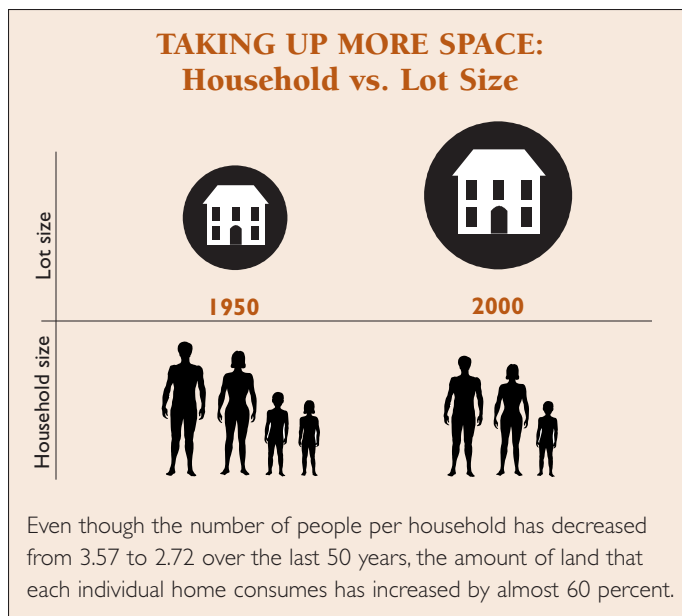 TAKING UP MORE SPACE:
Household vs. Lot Size
Lot size
1950
2000
Household size
Even though the number of people per household has decreased
from 3.57 to 2.72 over the last 50 years, the amount of land that
each individual home consumes has increased by almost 60 percent.